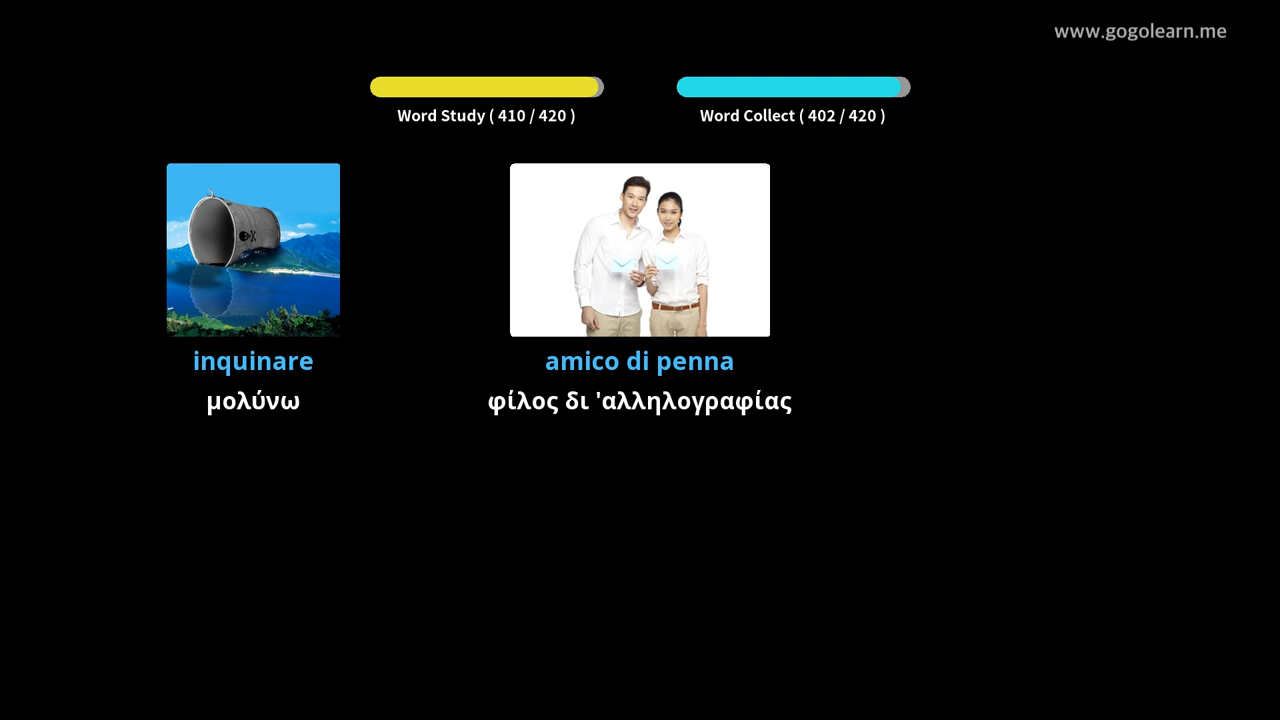 www.gogolearn.me
Word Study ( 410 / 420 )
Word Collect ( 402 / 420 )
inquinare
amico di penna
μολύνω
φίλος δι 'αλληλογραφίας